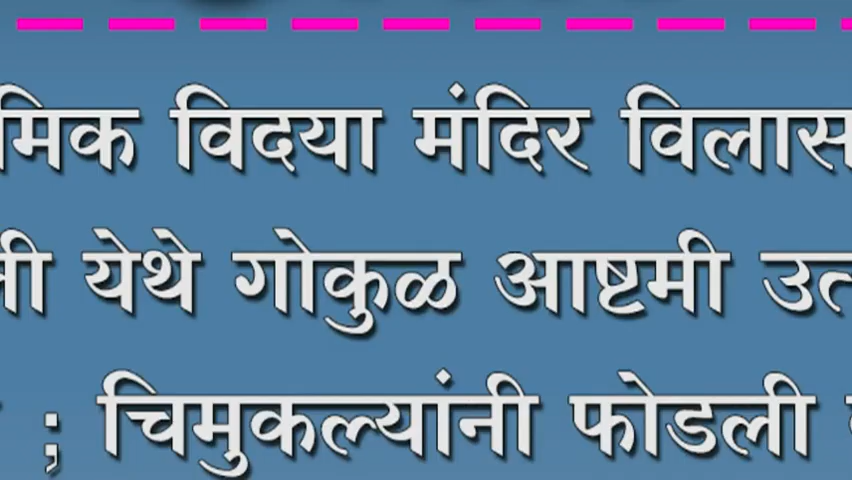 मिक विदया मंदिर विलास
ली येथे गोकुळ आष्टमी उत
; चिमुकल्यांनी फोडली